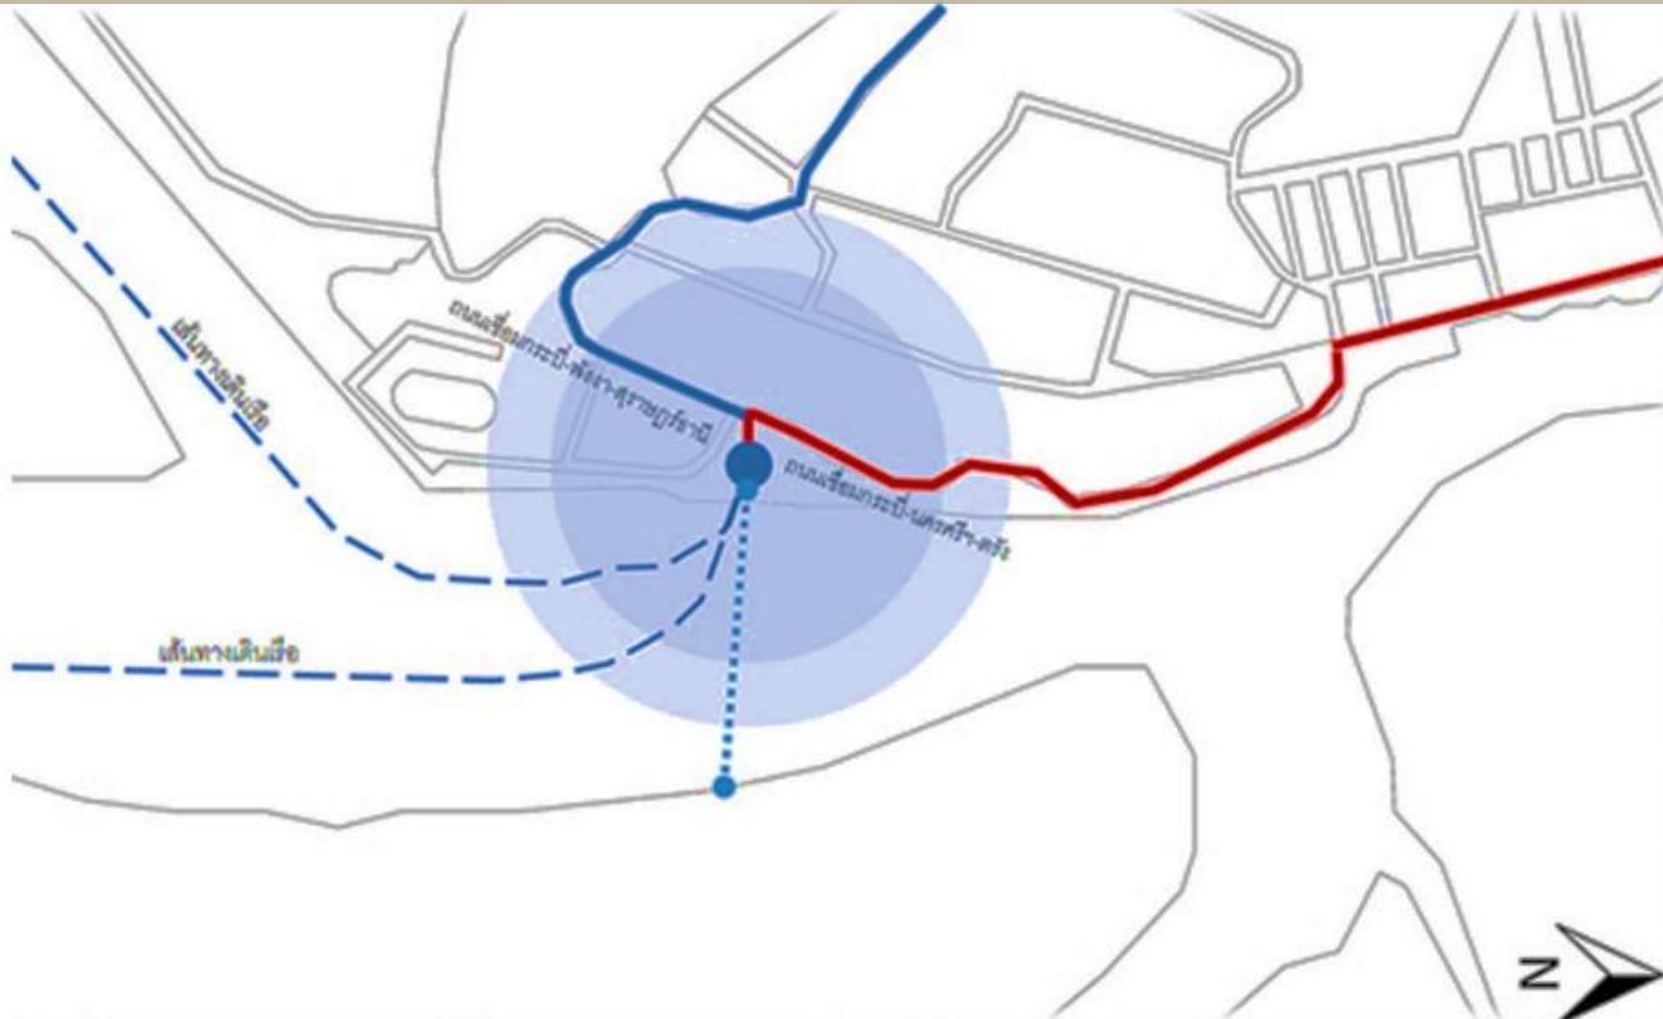 ถนนเชื่อมกระบี่-พังงา-สุราษฎร์ธานี
เส้นทางเดินเรือ
ถนนเชื่อมกระบี่-นครศรีฯ-ตรัง
เส้นทางเดินเรือ
N